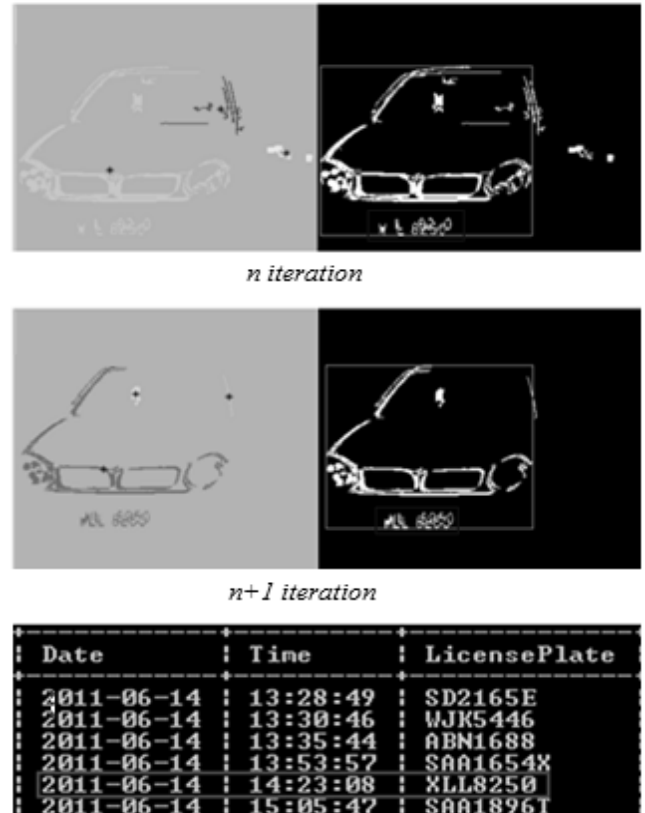 n iteration
n+1 iteration
Date Time LicensePlate
2011-06-14 13:28:49 SD2165E
2011-06-14 13:30:46 WJK5446
2011-06-14 13:35:44 ABN1688
2011-06-14 13:53:57 SAA1654X
2011-06-14 14:23:08 XLL8250
2011-06-14 15:05:47 SAA1896T